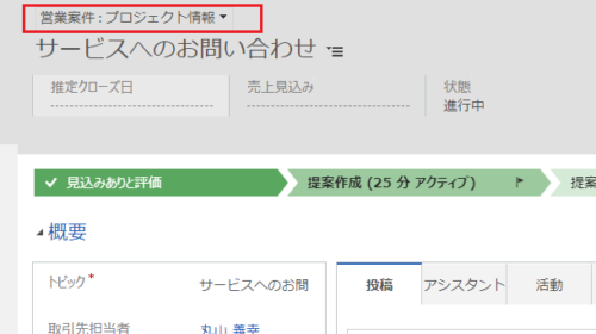 営業案件 : プロジェクト情報
サービスへのお問い合わせ
推定クローズ日
売上見込み
状態
進行中
見込みありと評価
提案作成 (25 分 アクティブ)
提案
概要
トピック*
サービスへのお問
投稿
アシスタント
活動
取引先担当者
丸山 義幸